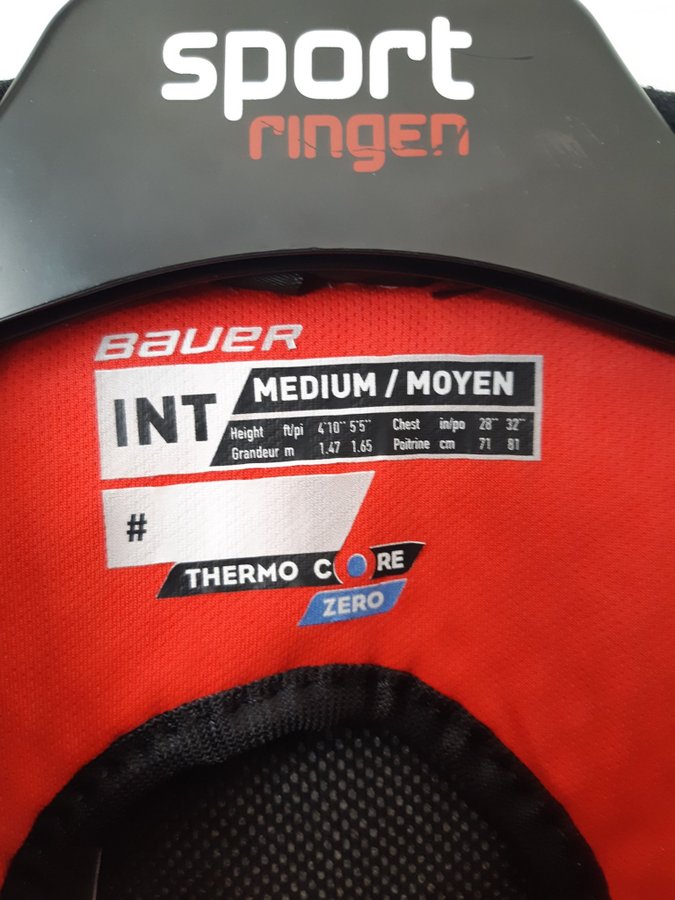 sport
ringen
BAUER
INT
MEDIUM / MOYEN
Height ft/pi 4'10" 5'5" Chest in/po 28" 32"
Grandeur m 1.47 1.65 Poitrine cm 71 81
#
THERMO CORE
ZERO